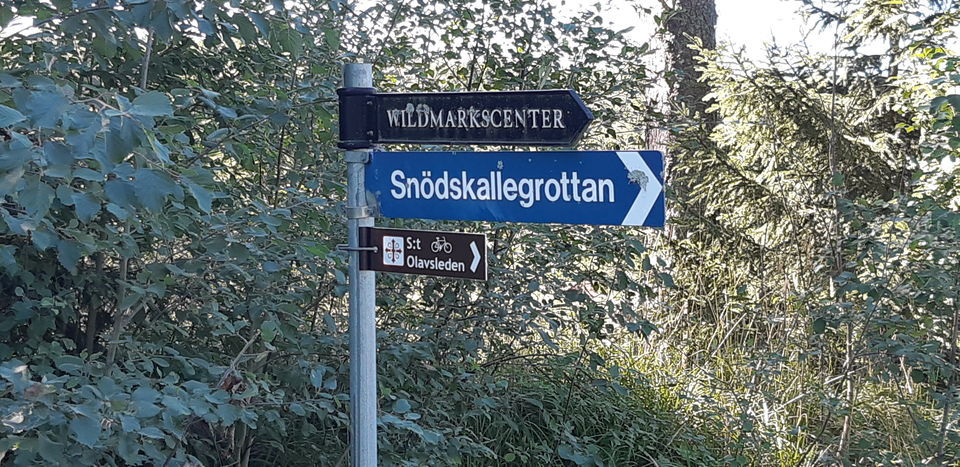 WILDMARKSCENTER
Snödskallegrottan
S:t
Olavsleden